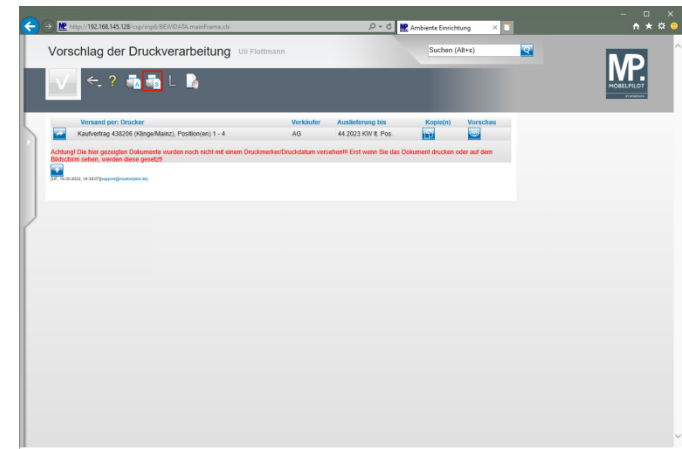 http://192.168.145.128/csp/mp8/BEWIDATA.mainFrame.cls
Ambiente Einrichtung
Vorschlag der Druckverarbeitung Uli Flottmann
Suchen (Alt+s)
MP.
MÖBELPILOT
Versand per: Drucker Verkäufer Auslieferung bis Kopie(n) Vorschau
Kaufvertrag 438206 (Klinge/Mainz), Position(en) 1 - 4 AG 44.2023 KW lt. Pos.
Achtung! Die hier gezeigten Dokumente wurden noch nicht mit einem Druckmerker/Druckdatum versehen!!! Erst wenn Sie das Dokument drucken oder auf dem
Bildschirm sehen, werden diese gesetzt!